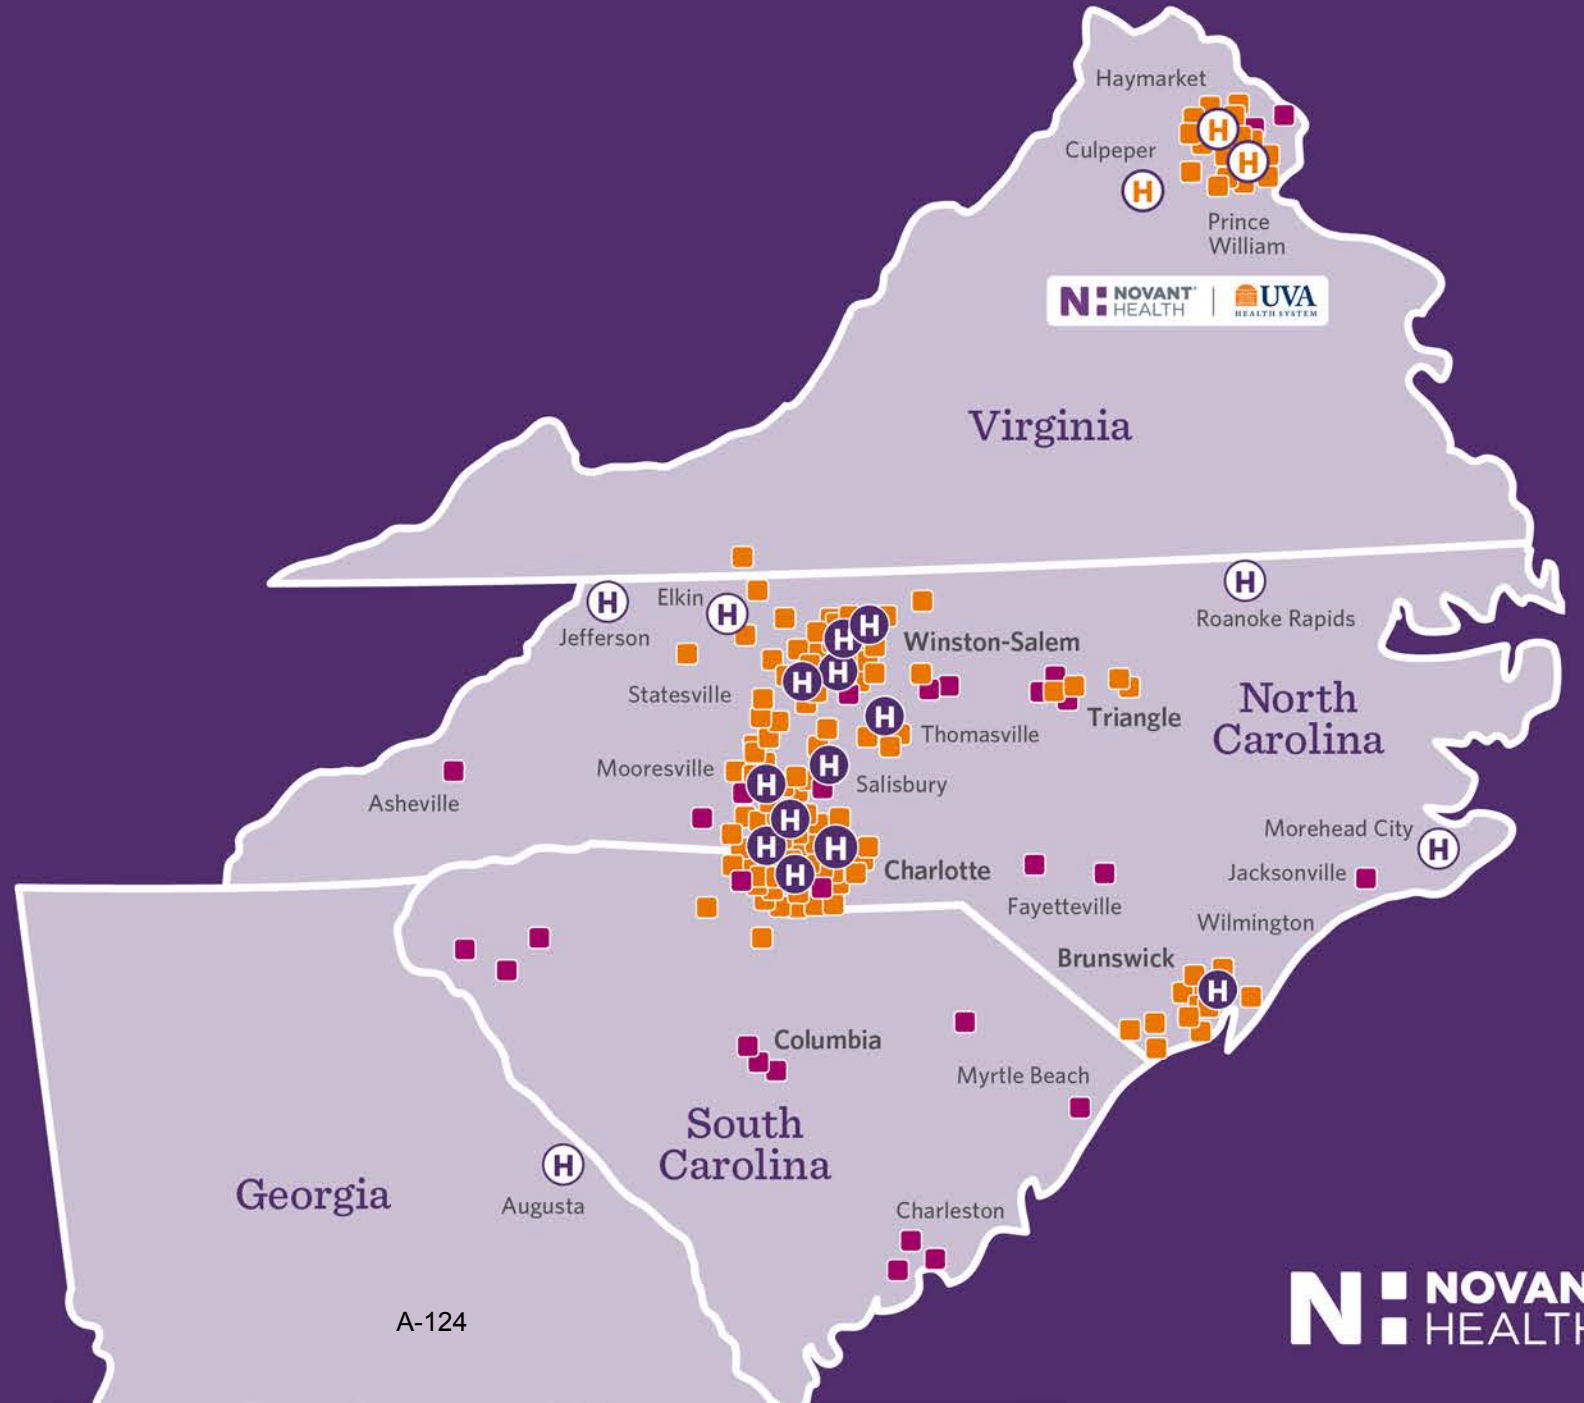 Haymarket
H
Culpeper
H
H
Prince
William
N NOVANT HEALTH | UVA HEALTH SYSTEM
Virginia
H
Jefferson
Elkin
H
H
Roanoke Rapids
H
H
Winston-Salem
H
H
Statesville
North
Carolina
H
Triangle
Thomasville
Mooresville
H
H
Salisbury
Asheville
H
H
H
Charlotte
H
Morehead City
H
Jacksonville
Fayetteville
Wilmington
Brunswick
H
Columbia
Myrtle Beach
South
Carolina
H
Augusta
Georgia
Charleston
A-124
N NOVAN
HEALTH